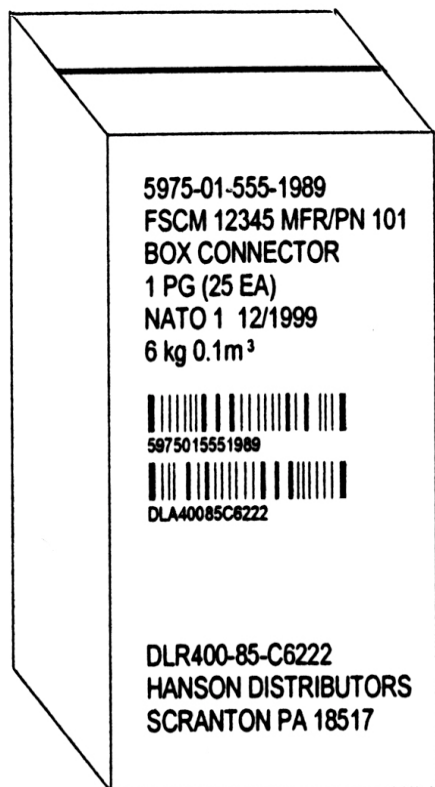 5975-01-555-1989
FSCM 12345 MFR/PN 101
BOX CONNECTOR
1 PG (25 EA)
NATO 1 12/1999
6 kg 0.1m³
5975015551989
DLA40085C6222
DLR400-85-C6222
HANSON DISTRIBUTORS
SCRANTON PA 18517